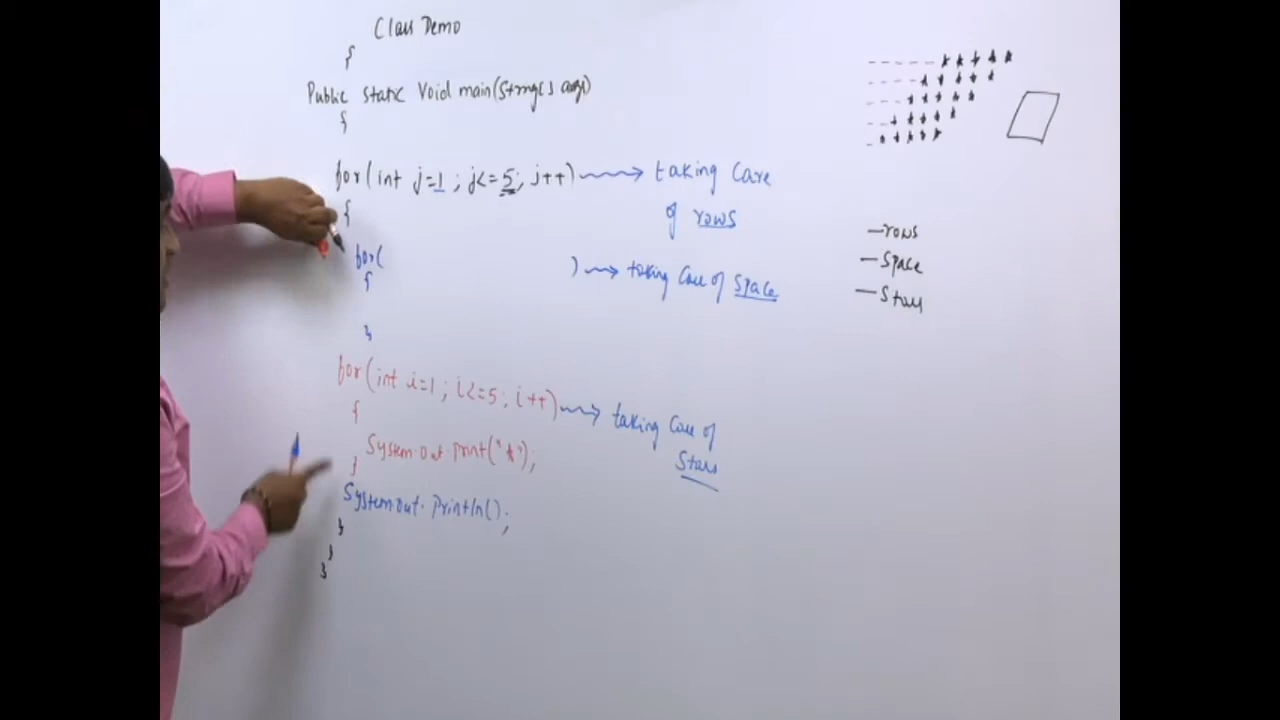 Class Demo
{
Public static Void main(String[] args)
{
for(int j=1; j<=5; j++) taking Care
of rows
{
for( ) taking Care of Space
{
}
for(int i=1; i<=5; i++) taking Care of
Stars
{
System.out.print("*");
}
System.out.println();
}
}
}
- - - - - * * * * *
- - - - * * * * *
- - - * * * * *
- - * * * * *
- * * * * *
—rows
—Space
—Stars